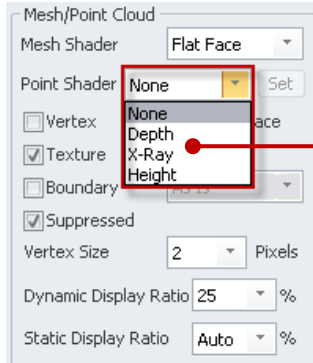 Mesh/Point Cloud
Mesh Shader Flat Face
Point Shader None Set
None
Vertex
Depth
Texture X-Ray
Height
Boundary
Suppressed
Vertex Size 2 Pixels
Dynamic Display Ratio 25 %
Static Display Ratio Auto %